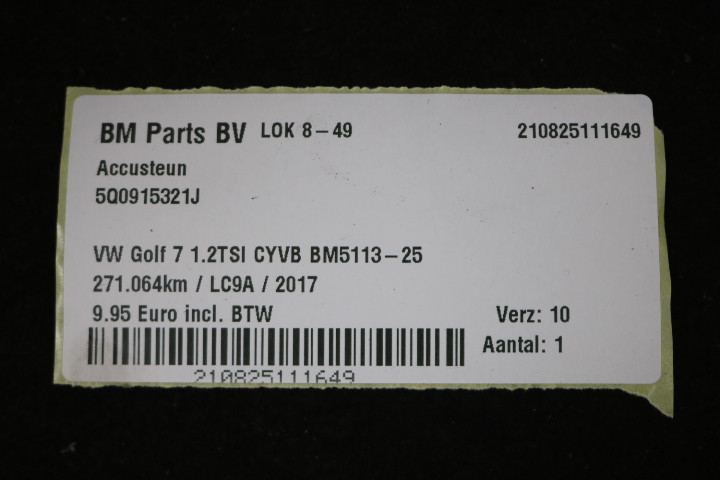 BM Parts BV LOK 8-49 210825111649
Accusteun
5Q0915321J
VW Golf 7 1.2TSI CYVB BM5113-25
271.064km / LC9A / 2017
9.95 Euro incl. BTW Verz: 10
Aantal: 1
210825111649